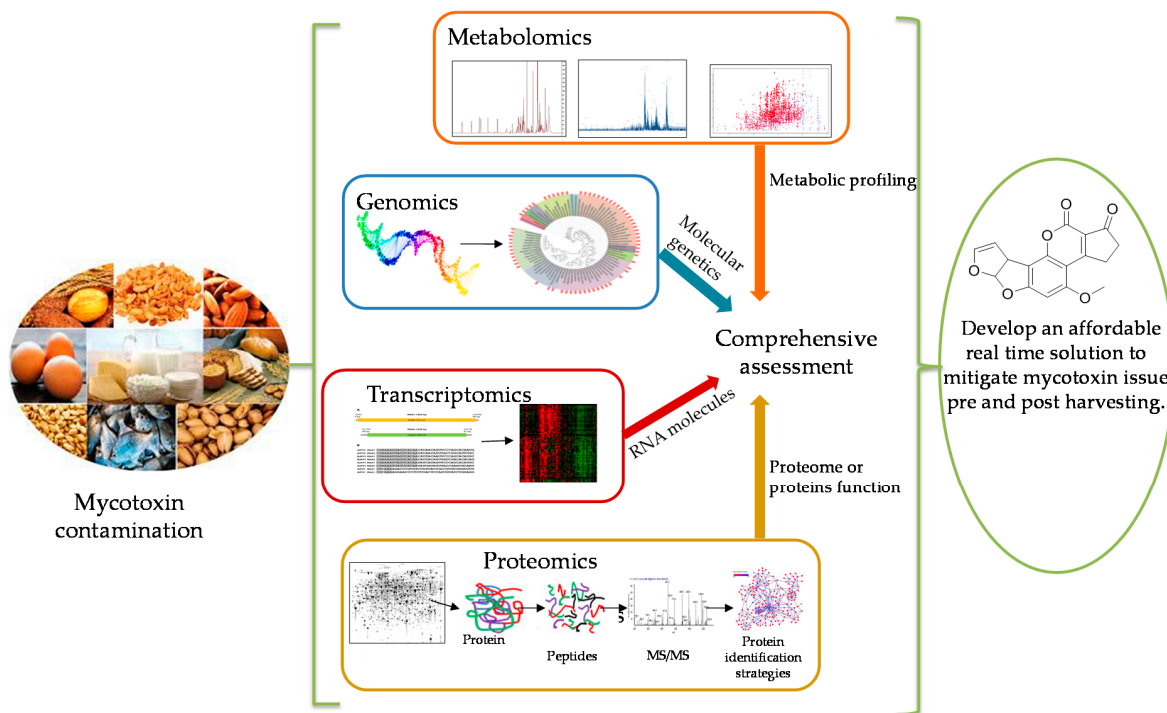 Metabolomics
Metabolic profiling
Genomics
Molecular
genetics
Transcriptomics
RNA molecules
Comprehensive
assessment
Proteome or
proteins function
Proteomics
Protein
Peptides
MS/MS
Protein
identification
strategies
Mycotoxin
contamination
O
O
O
O
O
O
Develop an affordable
real time solution to
mitigate mycotoxin issue
pre and post harvesting.